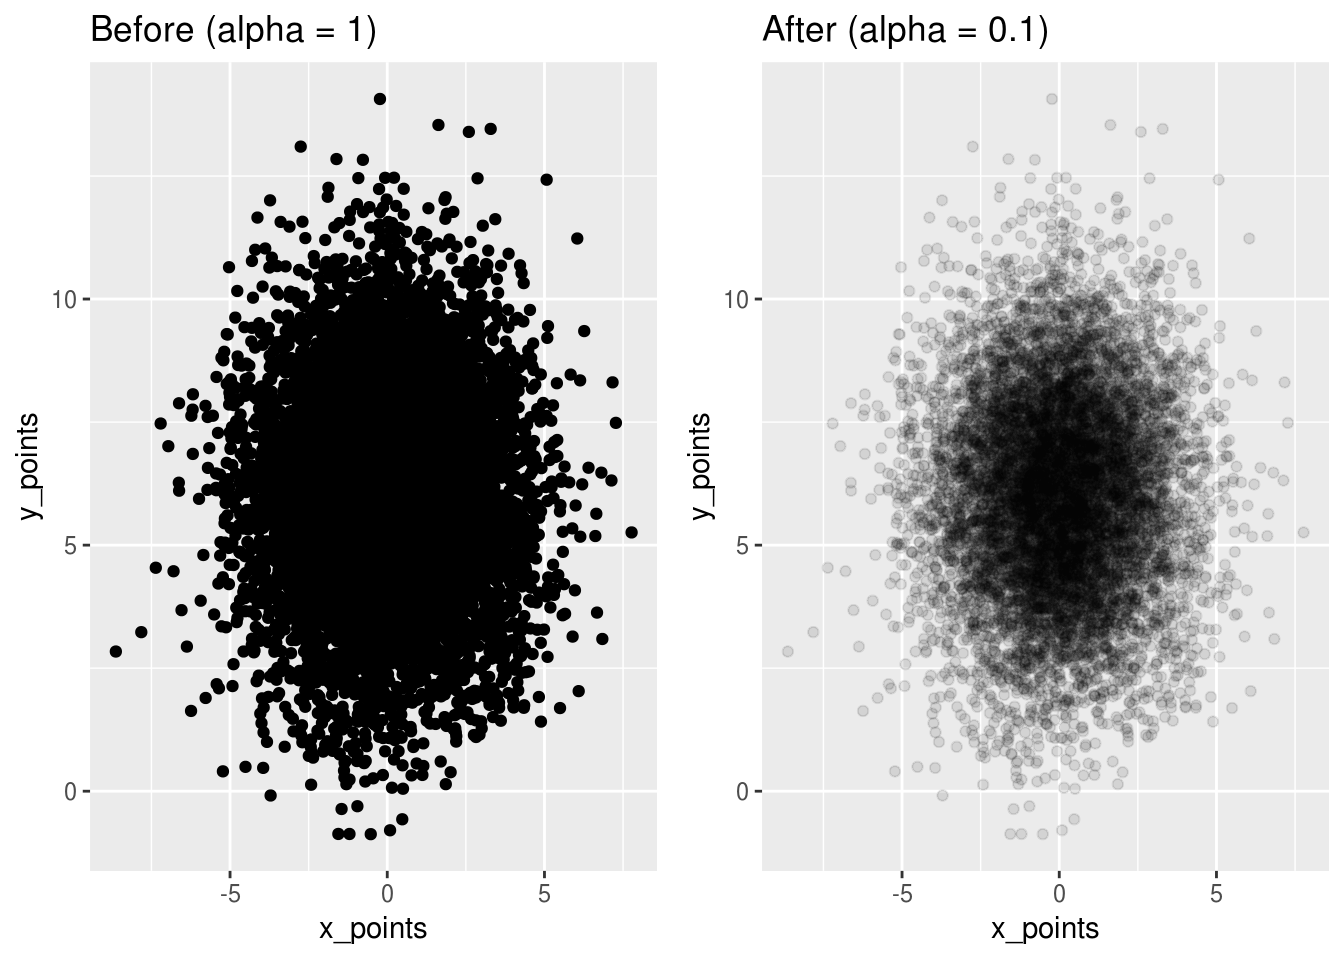 Before (alpha = 1)
10
5
0
-5 0 5
x_points
y_points
After (alpha = 0.1)
10
5
0
-5 0 5
x_points
y_points